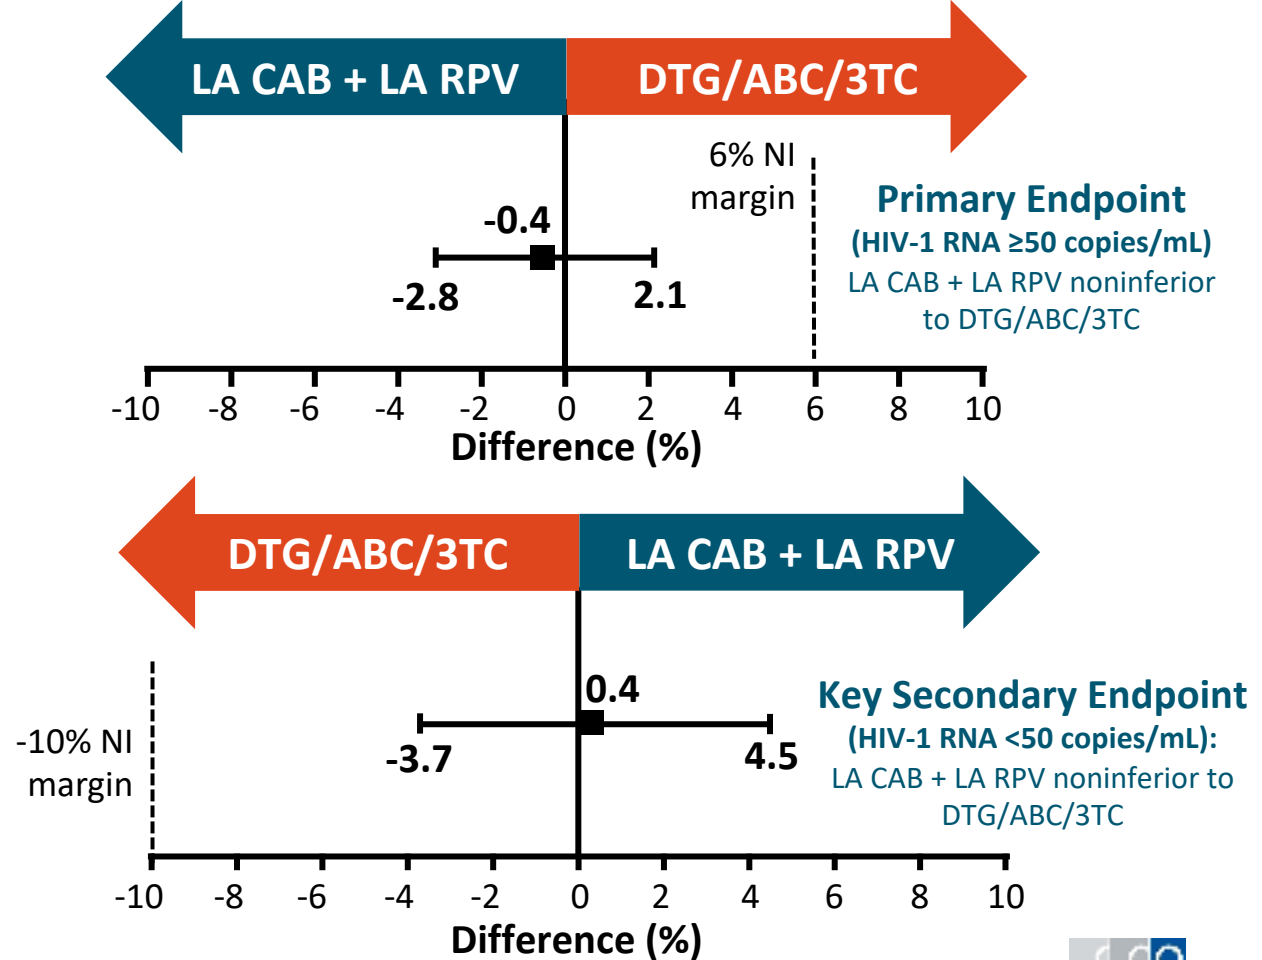 LA CAB + LA RPV
DTG/ABC/3TC
6% NI
margin
Primary Endpoint
(HIV-1 RNA ≥50 copies/mL)
LA CAB + LA RPV noninferior
to DTG/ABC/3TC
-0.4
-2.8
2.1
-10 -8 -6 -4 -2 0 2 4 6 8 10
Difference (%)
DTG/ABC/3TC
LA CAB + LA RPV
-10% NI
margin
0.4
-3.7
4.5
Key Secondary Endpoint
(HIV-1 RNA <50 copies/mL):
LA CAB + LA RPV noninferior to
DTG/ABC/3TC
-10 -8 -6 -4 -2 0 2 4 6 8 10
Difference (%)